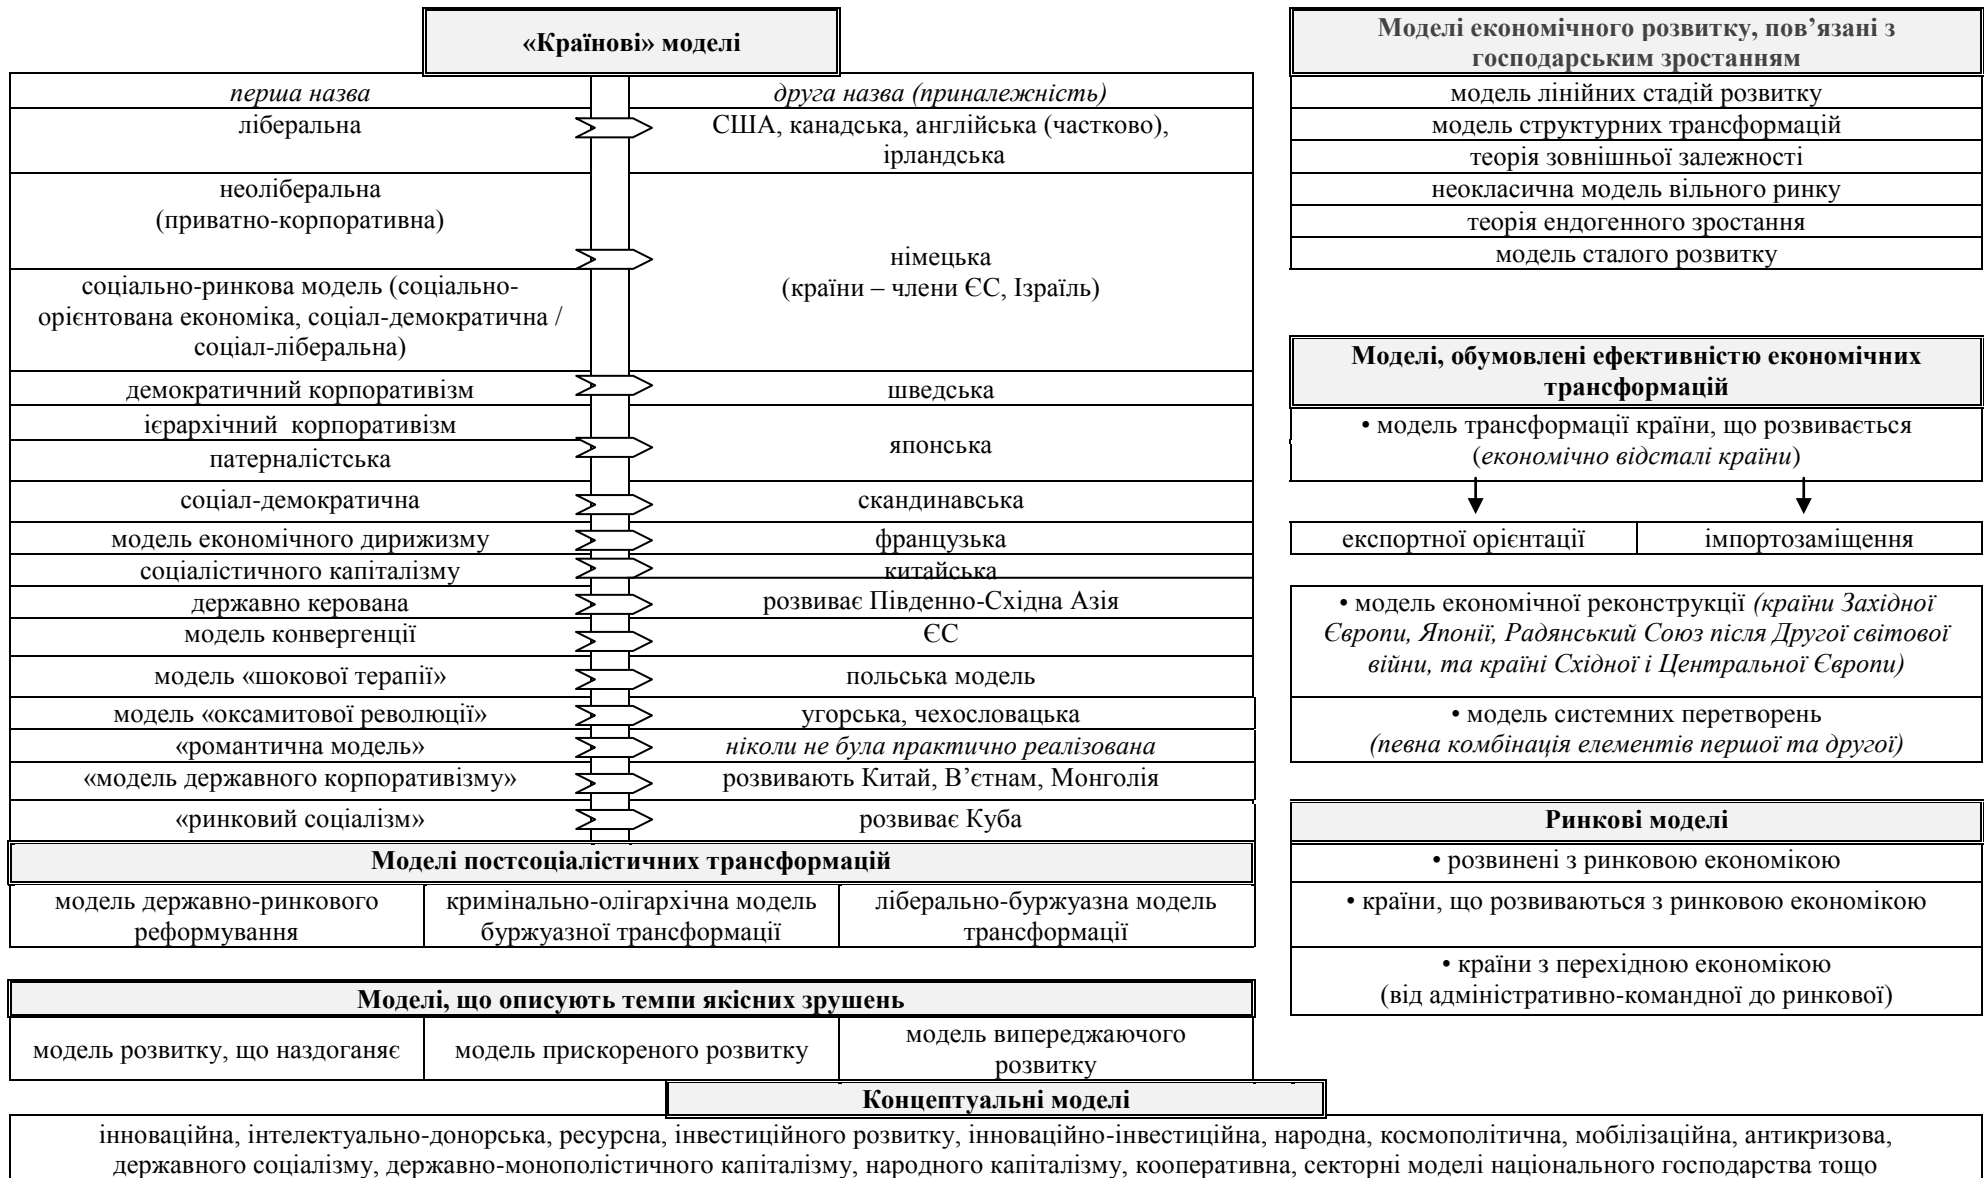 «Країнові» моделі
перша назва
друга назва (приналежність)
ліберальна
США, канадська, англійська (частково),
ірландська
неоліберальна
(приватно-корпоративна)
соціально-ринкова модель (соціально-
орієнтована економіка, соціал-демократична /
соціал-ліберальна)
німецька
(країни – члени ЄС, Ізраїль)
демократичний корпоративізм
шведська
ієрархічний корпоративізм
патерналістська
японська
соціал-демократична
скандинавська
модель економічного дирижизму
французька
соціалістичного капіталізму
китайська
державно керована
розвиває Південно-Східна Азія
модель конвергенції
ЄС
модель «шокової терапії»
польська модель
модель «оксамитової революції»
угорська, чехословацька
«романтична модель»
ніколи не була практично реалізована
«модель державного корпоративізму»
розвивають Китай, В’єтнам, Монголія
«ринковий соціалізм»
розвиває Куба
Моделі постсоціалістичних трансформацій
модель державно-ринкового
реформування
кримінально-олігархічна модель
буржуазної трансформації
ліберально-буржуазна модель
трансформації
Моделі, що описують темпи якісних зрушень
модель розвитку, що наздоганяє
модель прискореного розвитку
модель випереджаючого
розвитку
Моделі економічного розвитку, пов’язані з
господарським зростанням
модель лінійних стадій розвитку
модель структурних трансформацій
теорія зовнішньої залежності
неокласична модель вільного ринку
теорія ендогенного зростання
модель сталого розвитку
Моделі, обумовлені ефективністю економічних
трансформацій
• модель трансформації країни, що розвивається
(економічно відсталі країни)
експортної орієнтації
імпортозаміщення
• модель економічної реконструкції (країни Західної
Європи, Японії, Радянський Союз після Другої світової
війни, та країні Східної і Центральної Європи)
• модель системних перетворень
(певна комбінація елементів першої та другої)
Ринкові моделі
• розвинені з ринковою економікою
• країни, що розвиваються з ринковою економікою
• країни з перехідною економікою
(від адміністративно-командної до ринкової)
Концептуальні моделі
інноваційна, інтелектуально-донорська, ресурсна, інвестиційного розвитку, інноваційно-інвестиційна, народна, космополітична, мобілізаційна, антикризова,
державного соціалізму, державно-монополістичного капіталізму, народного капіталізму, кооперативна, секторні моделі національного господарства тощо